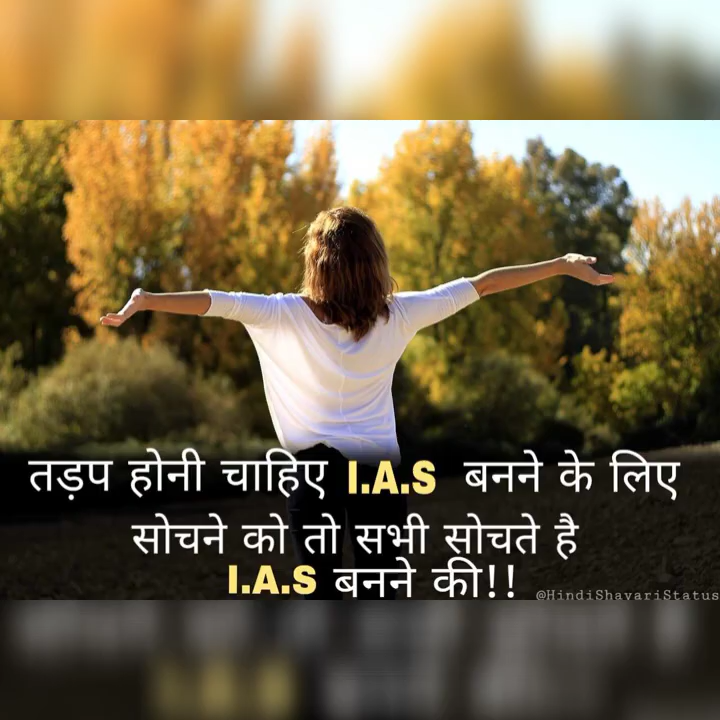 तड़प होनी चाहिए I.A.S बनने के लिए
सोचने को तो सभी सोचते है
I.A.S बनने की!!
@HindiShayariStatus